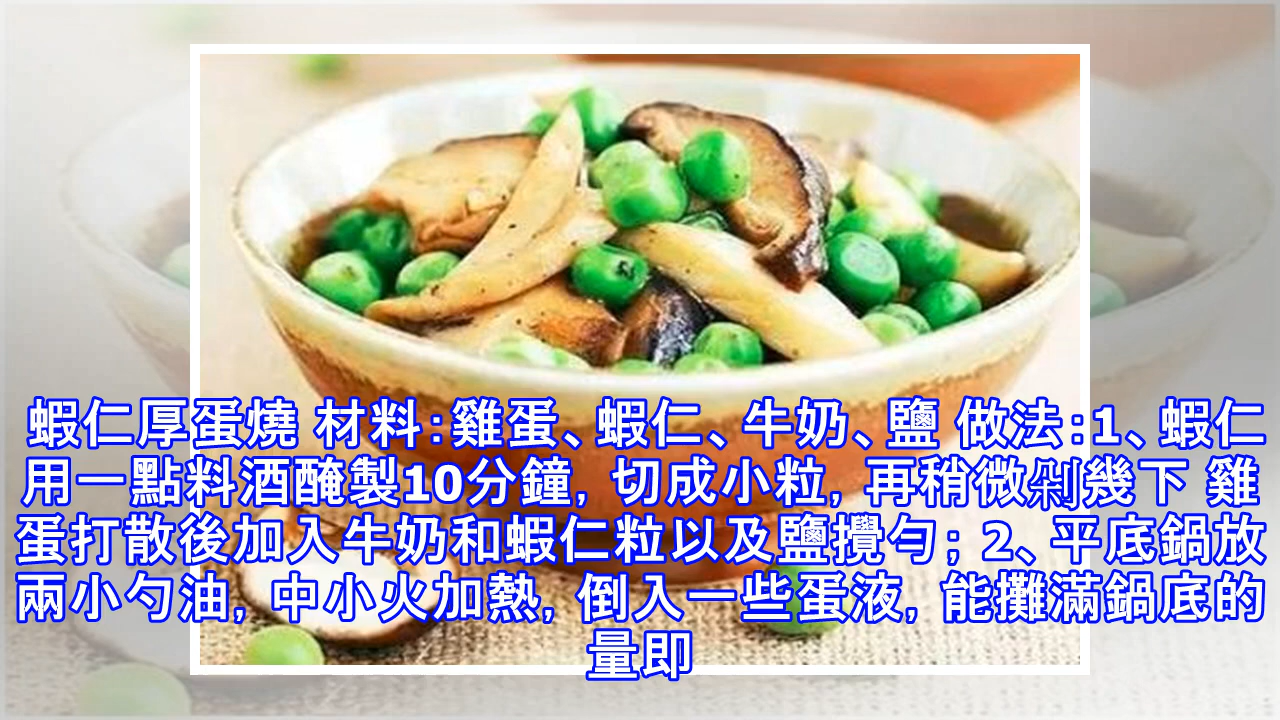 蝦仁厚蛋燒 材料:雞蛋、蝦仁、牛奶、鹽 做法:1、蝦仁
用一點料酒醃製10分鐘, 切成小粒, 再稍微剁幾下 雞
蛋打散後加入牛奶和蝦仁粒以及鹽攪勻; 2、平底鍋放
兩小勺油, 中小火加熱, 倒入一些蛋液, 能攤滿鍋底的
量即